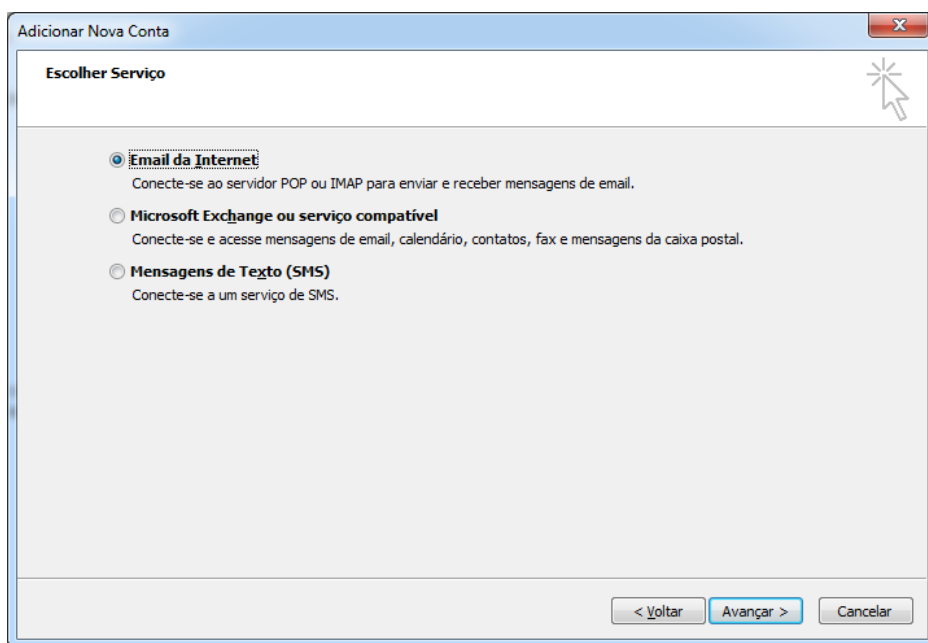 Adicionar Nova Conta
Escolher Serviço
Email da Internet
Conecte-se ao servidor POP ou IMAP para enviar e receber mensagens de email.
Microsoft Exchange ou serviço compatível
Conecte-se e acesse mensagens de email, calendário, contatos, fax e mensagens da caixa postal.
Mensagens de Texto (SMS)
Conecte-se a um serviço de SMS.
< Voltar Avançar > Cancelar